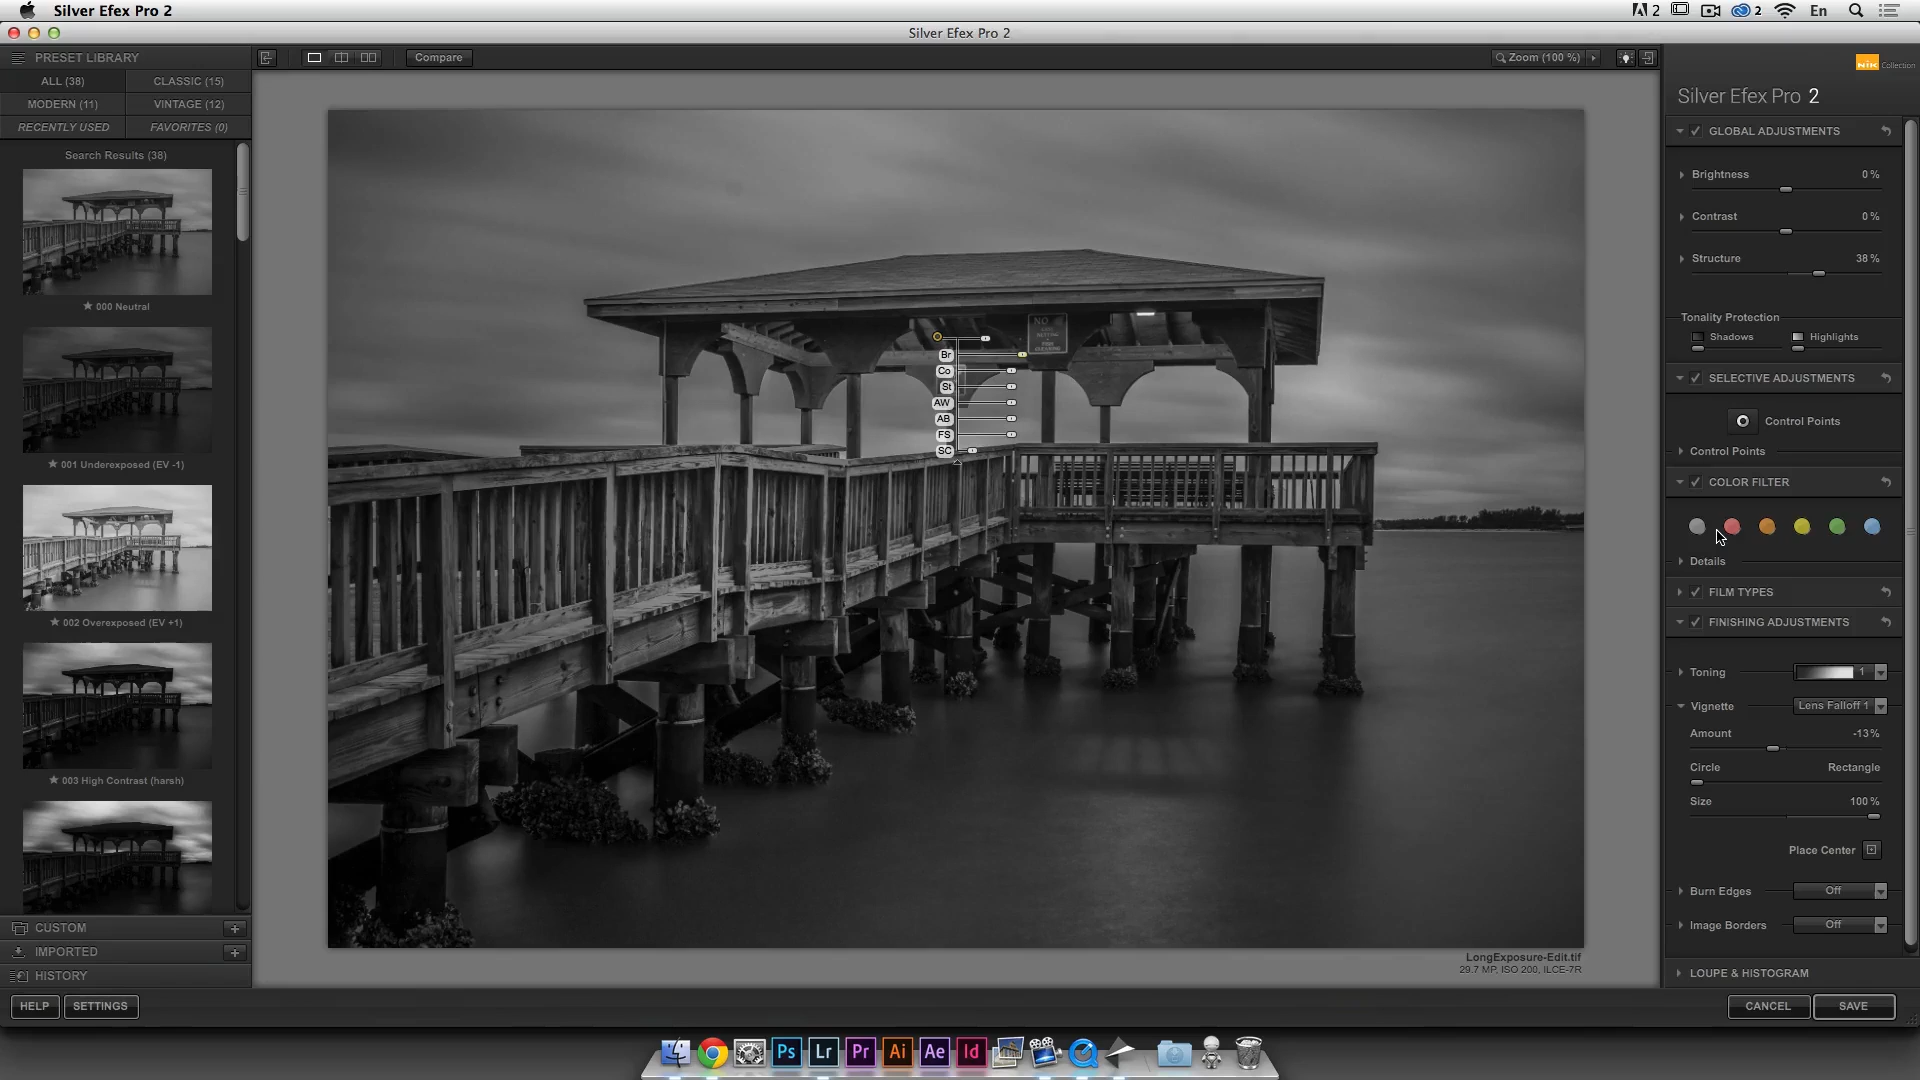 Silver Efex Pro 2
2
2
En
Silver Efex Pro 2
PRESET LIBRARY
ALL (38)
CLASSIC (15)
MODERN (11)
VINTAGE (12)
RECENTLY USED
FAVORITES (0)
Compare
Zoom (100 %)
Search Results (38)
000 Neutral
001 Underexposed (EV -1)
002 Overexposed (EV +1)
003 High Contrast (harsh)
CUSTOM
IMPORTED
HISTORY
HELP
SETTINGS
NO
Br
Co
St
AW
AB
FS
SC
LongExposure-Edit.tif
29.7 MP, ISO 200, ILCE-7R
Nik Collection
Silver Efex Pro 2
GLOBAL ADJUSTMENTS
Brightness 0 %
Contrast 0 %
Structure 38 %
Tonality Protection
Shadows Highlights
SELECTIVE ADJUSTMENTS
Control Points
Control Points
COLOR FILTER
Details
FILM TYPES
FINISHING ADJUSTMENTS
Toning 1
Vignette Lens Falloff 1
Amount -13%
Circle Rectangle
Size 100 %
Place Center
Burn Edges Off
Image Borders Off
LOUPE & HISTOGRAM
CANCEL SAVE
Ps Lr Pr Ai Ae Id